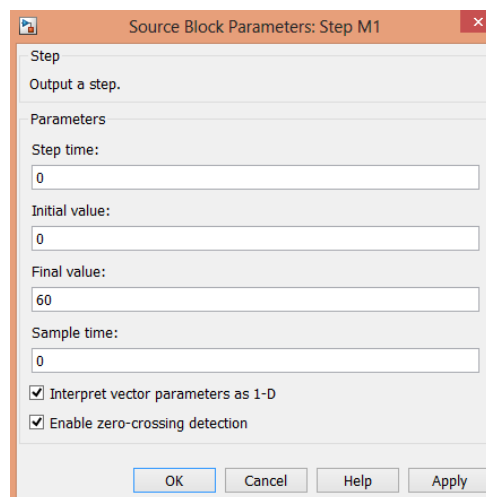 Source Block Parameters: Step M1
Step
Output a step.
Parameters
Step time:
0
Initial value:
0
Final value:
60
Sample time:
0
Interpret vector parameters as 1-D
Enable zero-crossing detection
OK Cancel Help Apply